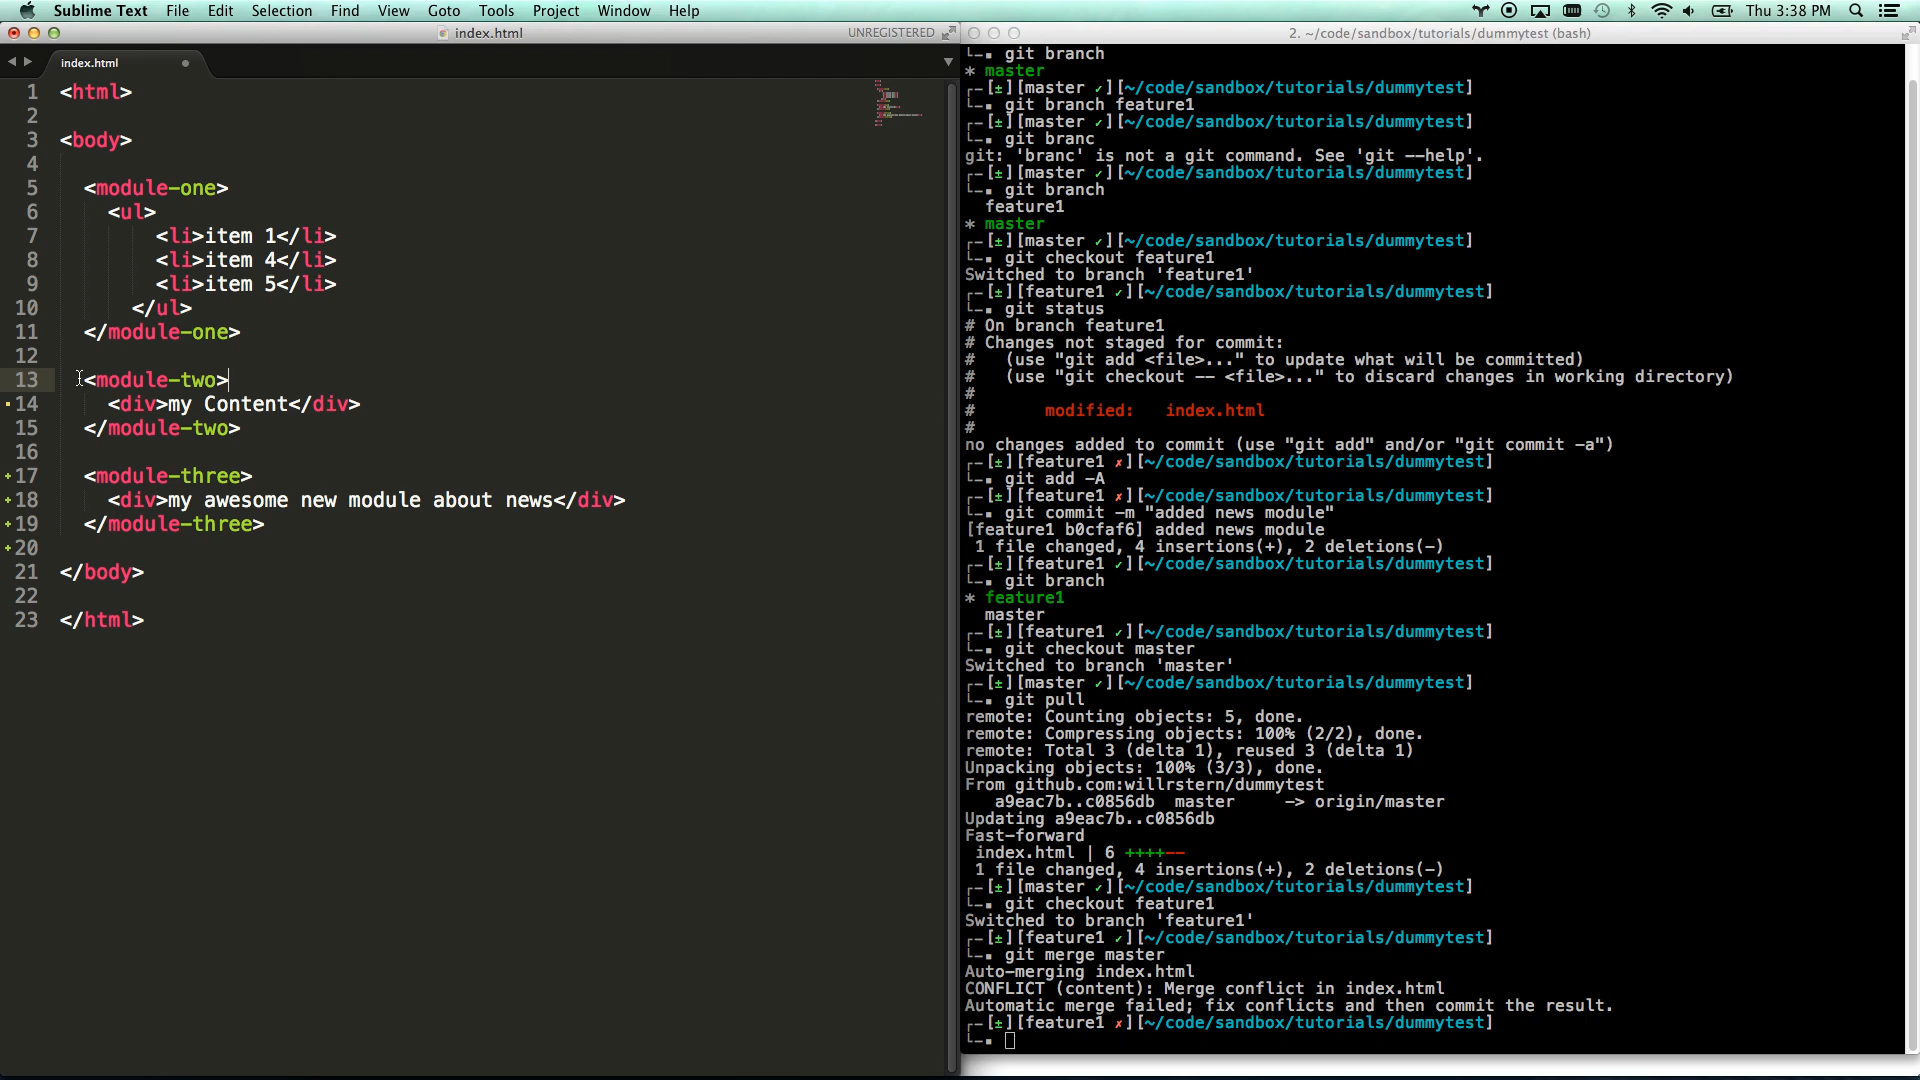 Sublime Text File Edit Selection Find View Goto Tools Project Window Help
Thu 3:38 PM
index.html
UNREGISTERED
index.html
1 <html>
2
3 <body>
4
5 <module-one>
6 <ul>
7 <li>item 1</li>
8 <li>item 4</li>
9 <li>item 5</li>
10 </ul>
11 </module-one>
12
13 <module-two>
14 <div>my Content</div>
15 </module-two>
16
17 <module-three>
18 <div>my awesome new module about news</div>
19 </module-three>
20
21 </body>
22
23 </html>
2. ~/code/sandbox/tutorials/dummytest (bash)
git branch
* master
[±][master ✓][~/code/sandbox/tutorials/dummytest]
git branch feature1
[±][master ✓][~/code/sandbox/tutorials/dummytest]
git branc
git: 'branc' is not a git command. See 'git --help'.
[±][master ✓][~/code/sandbox/tutorials/dummytest]
git branch
feature1
* master
[±][master ✓][~/code/sandbox/tutorials/dummytest]
git checkout feature1
Switched to branch 'feature1'
[±][feature1 ✓][~/code/sandbox/tutorials/dummytest]
git status
# On branch feature1
# Changes not staged for commit:
# (use "git add <file>..." to update what will be committed)
# (use "git checkout -- <file>..." to discard changes in working directory)
#
# modified: index.html
#
no changes added to commit (use "git add" and/or "git commit -a")
[±][feature1 ✗][~/code/sandbox/tutorials/dummytest]
git add -A
[±][feature1 ✗][~/code/sandbox/tutorials/dummytest]
git commit -m "added news module"
[feature1 b0cfaf6] added news module
1 file changed, 4 insertions(+), 2 deletions(-)
[±][feature1 ✓][~/code/sandbox/tutorials/dummytest]
git branch
* feature1
master
[±][feature1 ✓][~/code/sandbox/tutorials/dummytest]
git checkout master
Switched to branch 'master'
[±][master ✓][~/code/sandbox/tutorials/dummytest]
git pull
remote: Counting objects: 5, done.
remote: Compressing objects: 100% (2/2), done.
remote: Total 3 (delta 1), reused 3 (delta 1)
Unpacking objects: 100% (3/3), done.
From github.com:willrstern/dummytest
a9eac7b..c0856db master -> origin/master
Updating a9eac7b..c0856db
Fast-forward
index.html | 6 ++++--
1 file changed, 4 insertions(+), 2 deletions(-)
[±][master ✓][~/code/sandbox/tutorials/dummytest]
git checkout feature1
Switched to branch 'feature1'
[±][feature1 ✓][~/code/sandbox/tutorials/dummytest]
git merge master
Auto-merging index.html
CONFLICT (content): Merge conflict in index.html
Automatic merge failed; fix conflicts and then commit the result.
[±][feature1 ✗][~/code/sandbox/tutorials/dummytest]